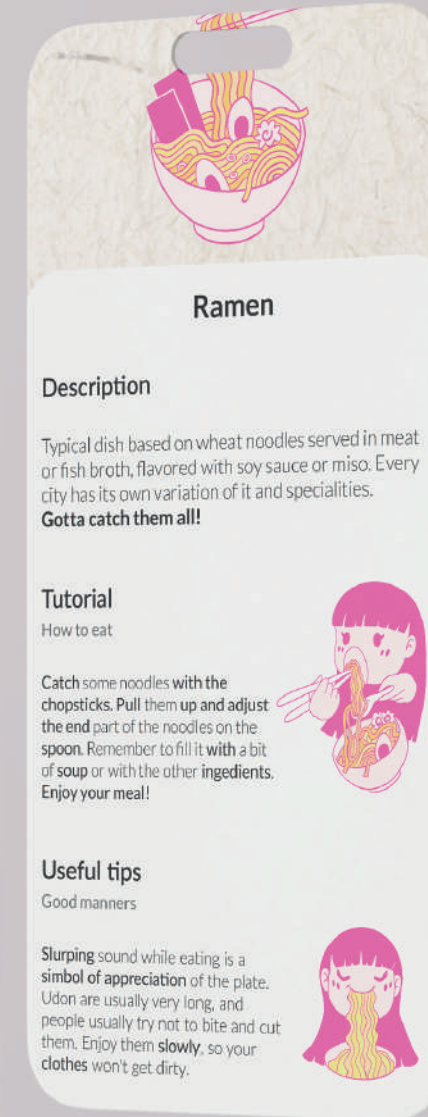 Ramen
Description
Typical dish based on wheat noodles served in meat
or fish broth, flavored with soy sauce or miso. Every
city has its own variation of it and specialities.
Gotta catch them all!
Tutorial
How to eat
Catch some noodles with the
chopsticks. Pull them up and adjust
the end part of the noodles on the
spoon. Remember to fill it with a bit
of soup or with the other ingedients.
Enjoy your meal!
Useful tips
Good manners
Slurping sound while eating is a
simbol of appreciation of the plate.
Udon are usually very long, and
people usually try not to bite and cut
them. Enjoy them slowly, so your
clothes won't get dirty.